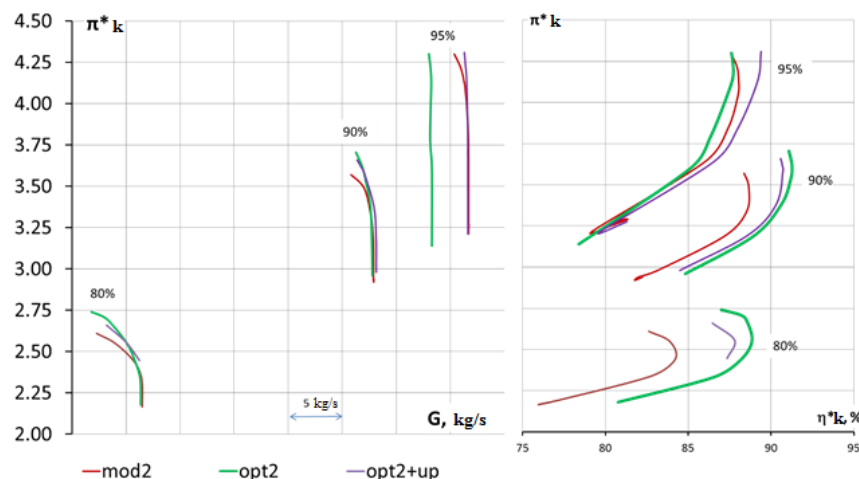 π*k
4.50
4.25
4.00
3.75
3.50
3.25
3.00
2.75
2.50
2.25
2.00
95%
90%
80%
5 kg/s
G, kg/s
π*k
95%
90%
80%
η*k, %
75
80
85
90
95
mod2
opt2
opt2+up